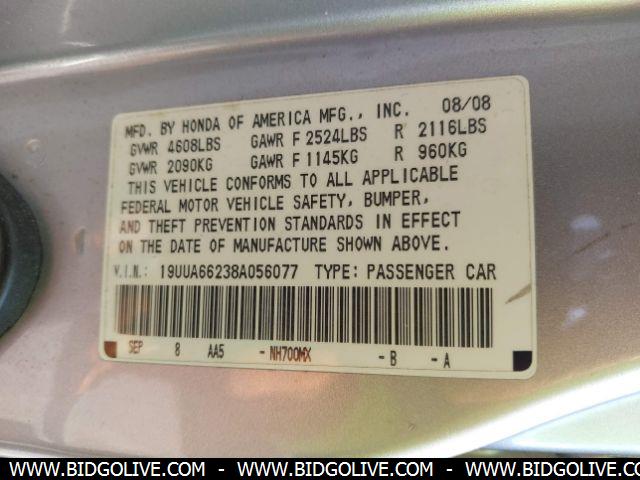 MFD. BY HONDA OF AMERICA MFG., INC. 08/08
GVWR 4608LBS GAWR F 2524LBS R 2116LBS
GVWR 2090KG GAWR F 1145KG R 960KG
THIS VEHICLE CONFORMS TO ALL APPLICABLE
FEDERAL MOTOR VEHICLE SAFETY, BUMPER,
AND THEFT PREVENTION STANDARDS IN EFFECT
ON THE DATE OF MANUFACTURE SHOWN ABOVE.
V.I.N.: 19UUA66238A056077 TYPE: PASSENGER CAR
SEP 8 AA5 -NH700MX -B -A
WWW.BIDGOLIVE.COM - WWW.BIDGOLIVE.COM - WWW.BIDGOLIVE.COM